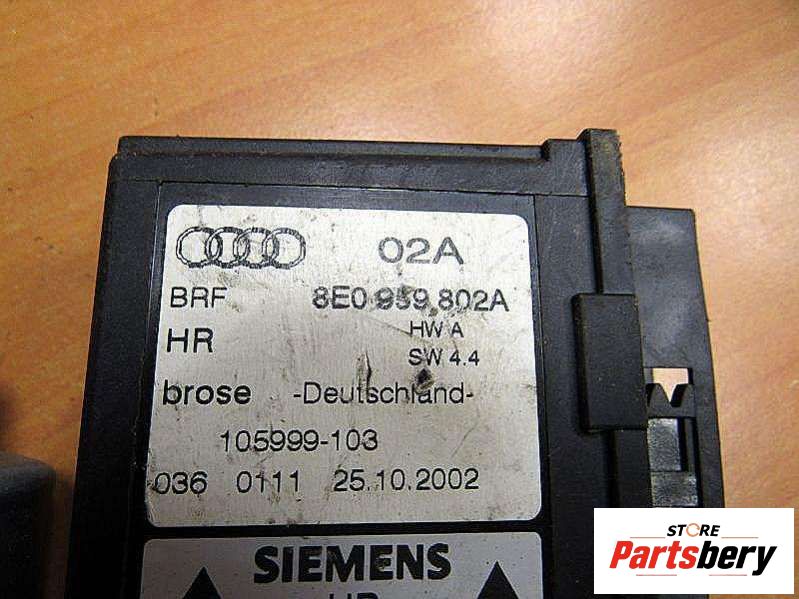 02A
BRF 8E0 959 802A
HR HW A
SW 4.4
brose -Deutschland-
105999-103
036 0111 25.10.2002
SIEMENS
HR
STORE
Partsbery